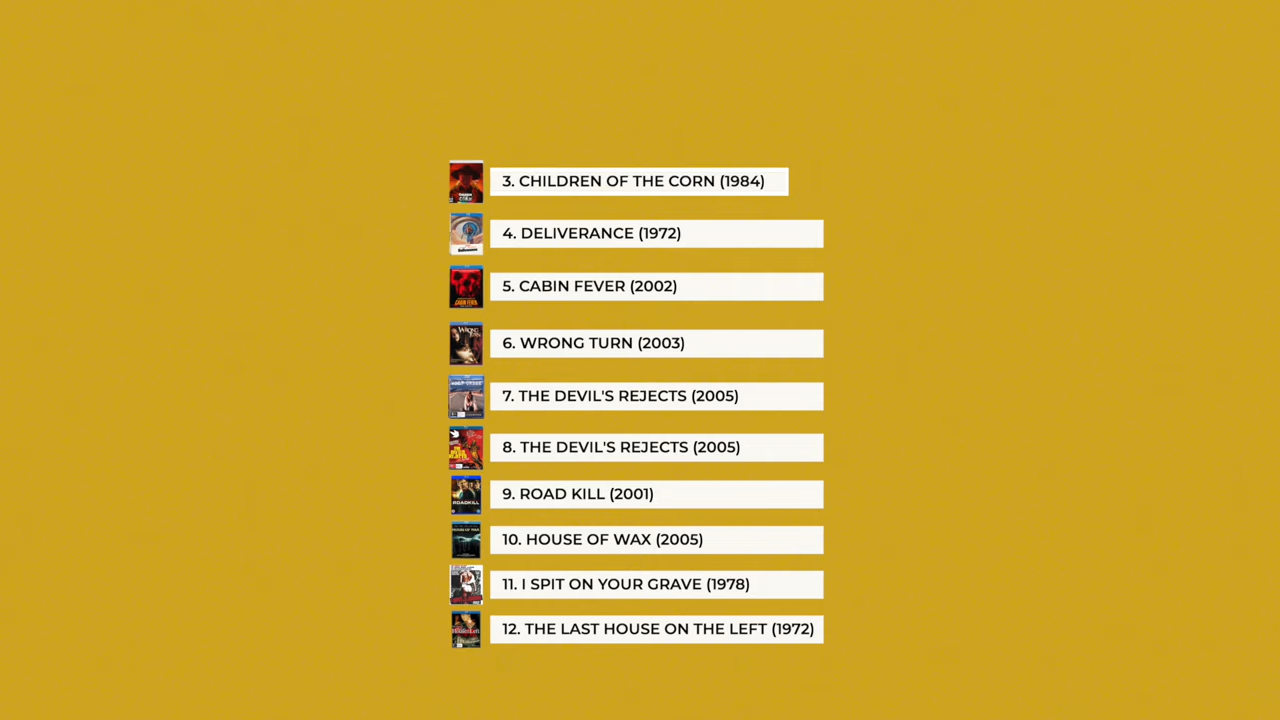 3. CHILDREN OF THE CORN (1984)
4. DELIVERANCE (1972)
5. CABIN FEVER (2002)
6. WRONG TURN (2003)
7. THE DEVIL'S REJECTS (2005)
8. THE DEVIL'S REJECTS (2005)
9. ROAD KILL (2001)
10. HOUSE OF WAX (2005)
11. I SPIT ON YOUR GRAVE (1978)
12. THE LAST HOUSE ON THE LEFT (1972)